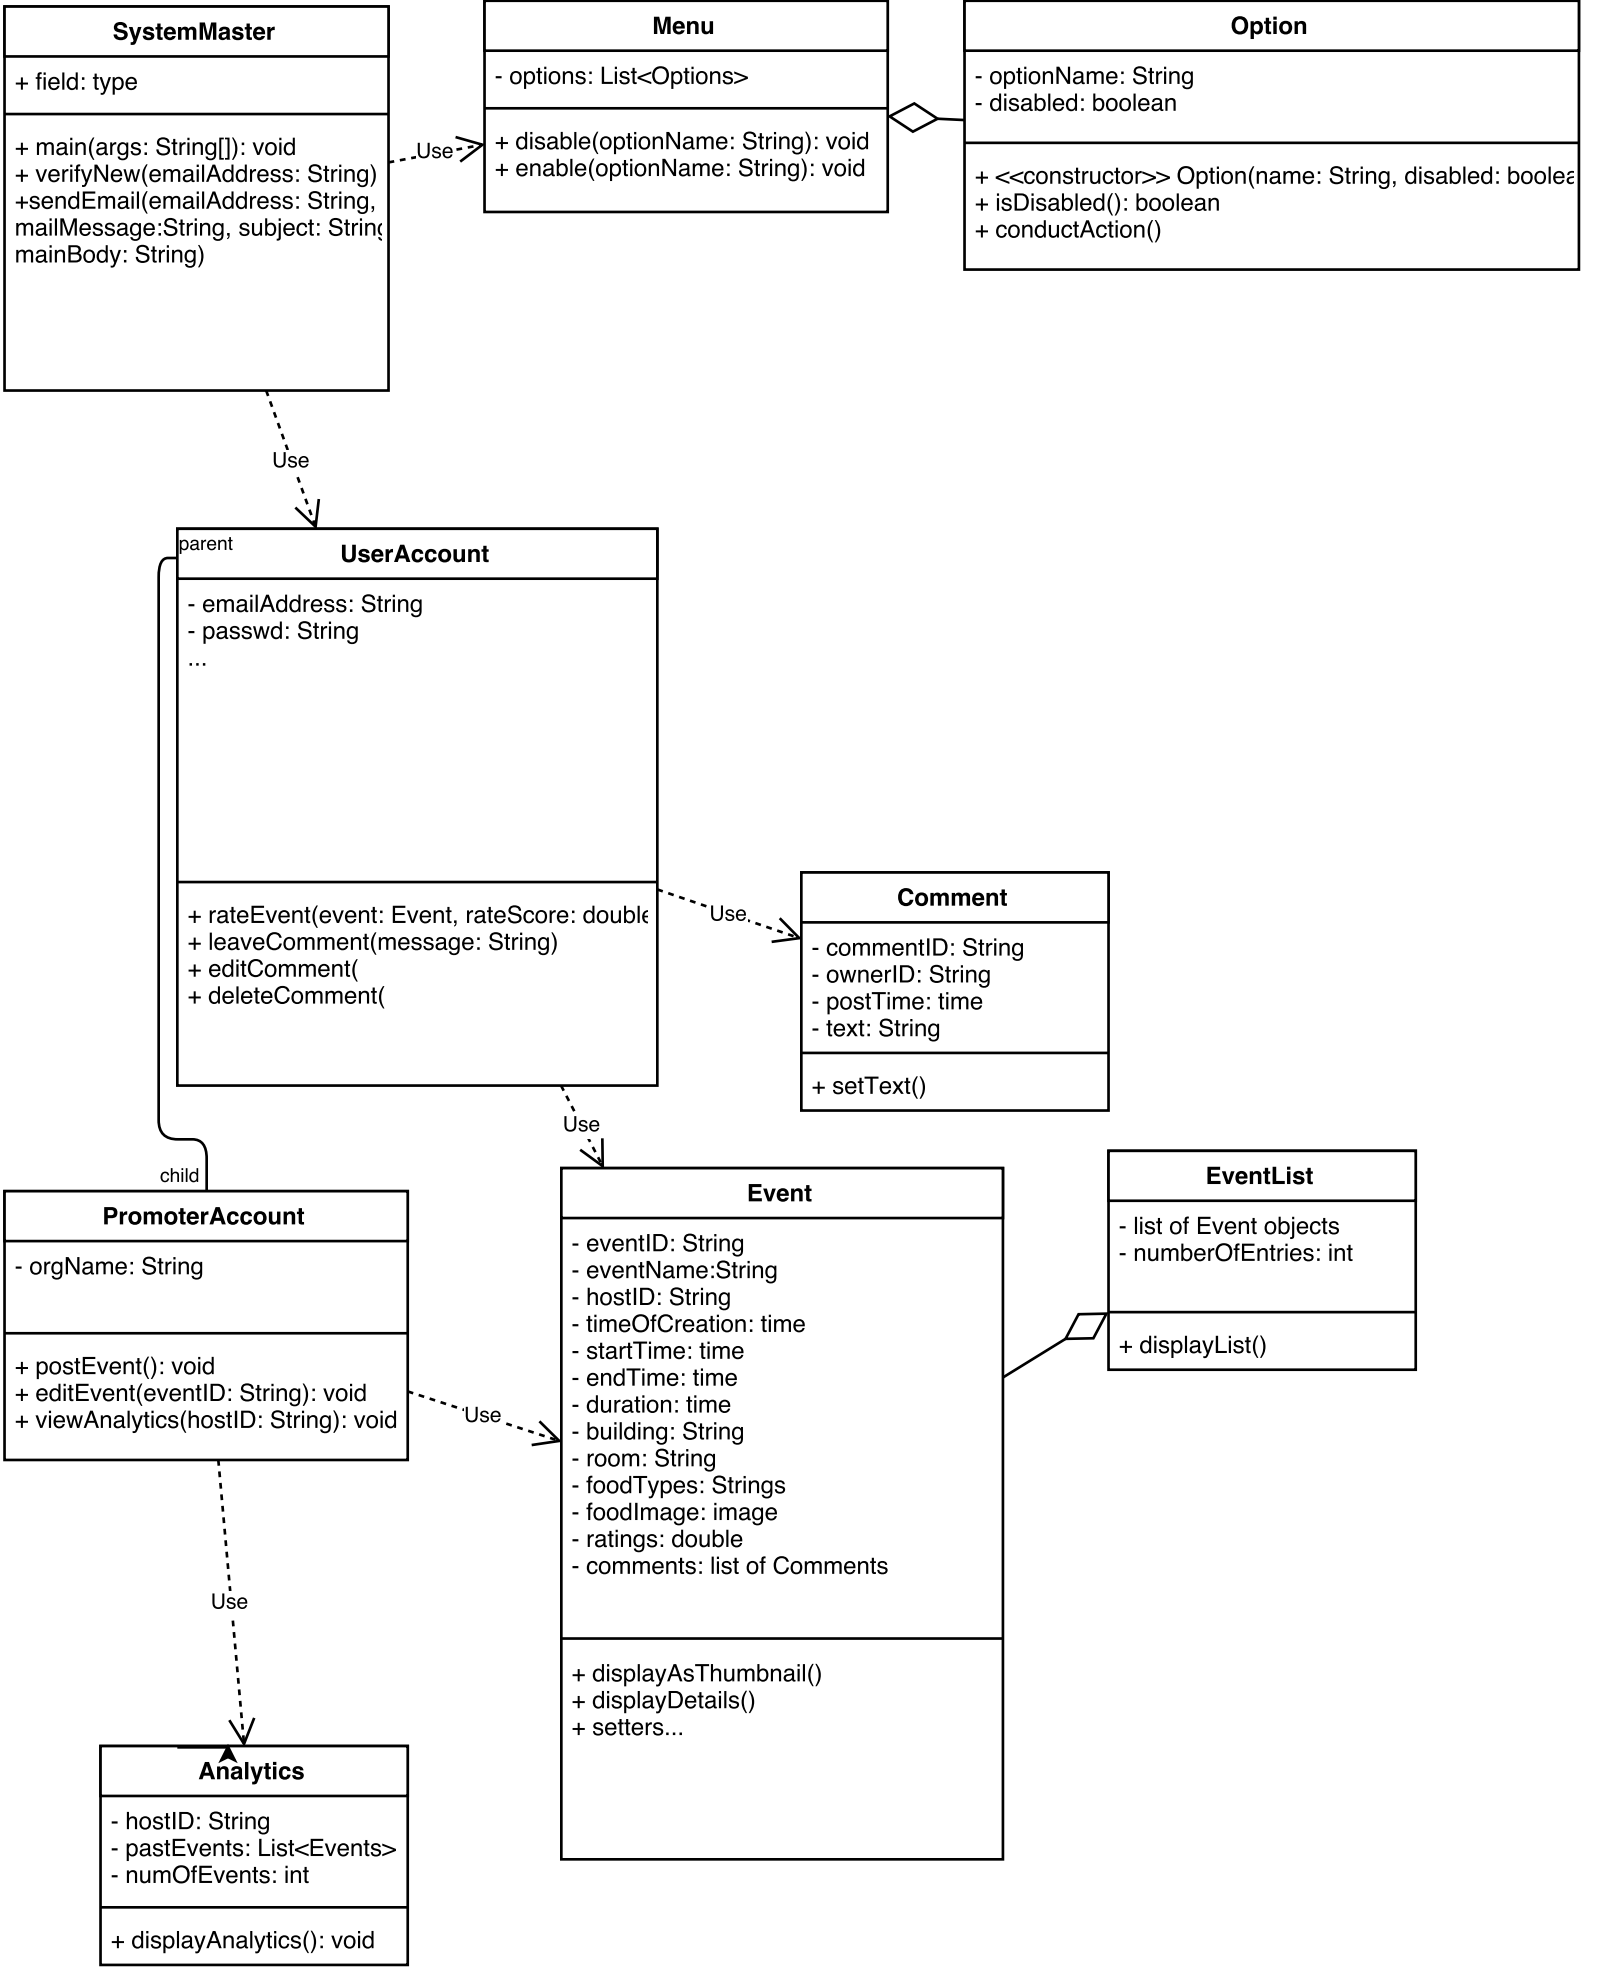 SystemMaster
+ field: type
+ main(args: String[]): void
+ verifyNew(emailAddress: String)
+sendEmail(emailAddress: String,
mailMessage:String, subject: String
mainBody: String)
Use
Menu
- options: List<Options>
+ disable(optionName: String): void
+ enable(optionName: String): void
Option
- optionName: String
- disabled: boolean
+ <<constructor>> Option(name: String, disabled: boolea
+ isDisabled(): boolean
+ conductAction()
Use
parent
UserAccount
- emailAddress: String
- passwd: String
...
+ rateEvent(event: Event, rateScore: double
+ leaveComment(message: String)
+ editComment(
+ deleteComment(
Use
Comment
- commentID: String
- ownerID: String
- postTime: time
- text: String
+ setText()
Use
child
PromoterAccount
- orgName: String
+ postEvent(): void
+ editEvent(eventID: String): void
+ viewAnalytics(hostID: String): void
Use
Event
- eventID: String
- eventName:String
- hostID: String
- timeOfCreation: time
- startTime: time
- endTime: time
- duration: time
- building: String
- room: String
- foodTypes: Strings
- foodImage: image
- ratings: double
- comments: list of Comments
+ displayAsThumbnail()
+ displayDetails()
+ setters...
EventList
- list of Event objects
- numberOfEntries: int
+ displayList()
Use
Analytics
- hostID: String
- pastEvents: List<Events>
- numOfEvents: int
+ displayAnalytics(): void